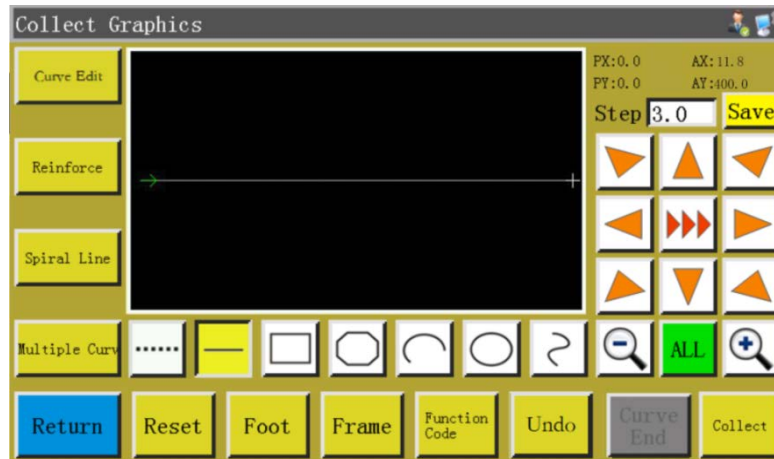 Collect Graphics
PX:0.0 AX:11.8
PY:0.0 AY:400.0
Curve Edit
Step 3.0 Save
Reinforce
Spiral Line
Multiple Curv
ALL
Return
Reset
Foot
Frame
Function
Code
Undo
Curve
End
Collect